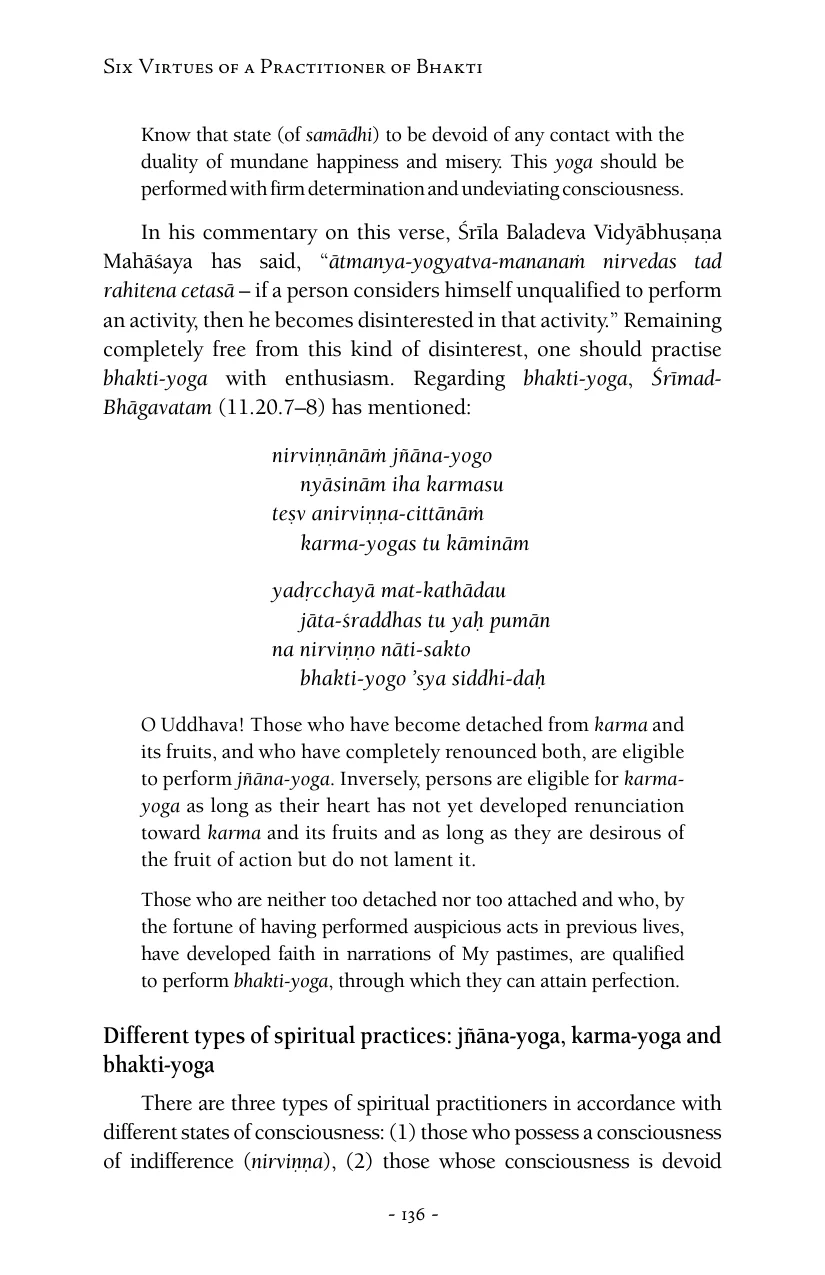 Six Virtues of a Practitioner of Bhakti
Know that state (of samādhi) to be devoid of any contact with the
duality of mundane happiness and misery. This yoga should be
performed with firm determination and undeviating consciousness.
In his commentary on this verse, Śrīla Baladeva Vidyābhuṣaṇa
Mahāśaya has said, “ātmanya-yogyatva-mananaṁ nirvedas tad
rahitena cetasā – if a person considers himself unqualified to perform
an activity, then he becomes disinterested in that activity.” Remaining
completely free from this kind of disinterest, one should practise
bhakti-yoga with enthusiasm. Regarding bhakti-yoga, Śrīmad-
Bhāgavatam (11.20.7–8) has mentioned:
nirviṇṇānāṁ jñāna-yogo
nyāsinām iha karmasu
teṣv anirviṇṇa-cittānāṁ
karma-yogas tu kāminām
yadṛcchayā mat-kathādau
jāta-śraddhas tu yaḥ pumān
na nirviṇṇo nāti-sakto
bhakti-yogo ’sya siddhi-daḥ
O Uddhava! Those who have become detached from karma and
its fruits, and who have completely renounced both, are eligible
to perform jñāna-yoga. Inversely, persons are eligible for karma-
yoga as long as their heart has not yet developed renunciation
toward karma and its fruits and as long as they are desirous of
the fruit of action but do not lament it.
Those who are neither too detached nor too attached and who, by
the fortune of having performed auspicious acts in previous lives,
have developed faith in narrations of My pastimes, are qualified
to perform bhakti-yoga, through which they can attain perfection.
Different types of spiritual practices: jñāna-yoga, karma-yoga and
bhakti-yoga
There are three types of spiritual practitioners in accordance with
different states of consciousness: (1) those who possess a consciousness
of indifference (nirviṇṇa), (2) those whose consciousness is devoid
- 136 -